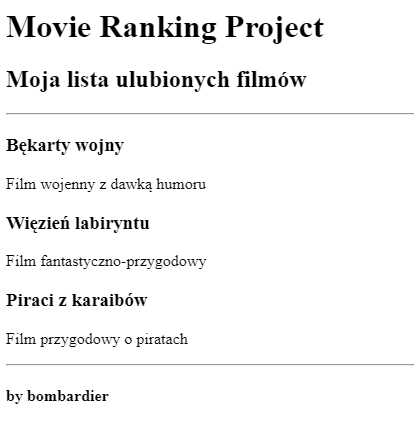 Movie Ranking Project
Moja lista ulubionych filmów
Bękarty wojny
Film wojenny z dawką humoru
Więzień labiryntu
Film fantastyczno-przygodowy
Piraci z karaibów
Film przygodowy o piratach
by bombardier